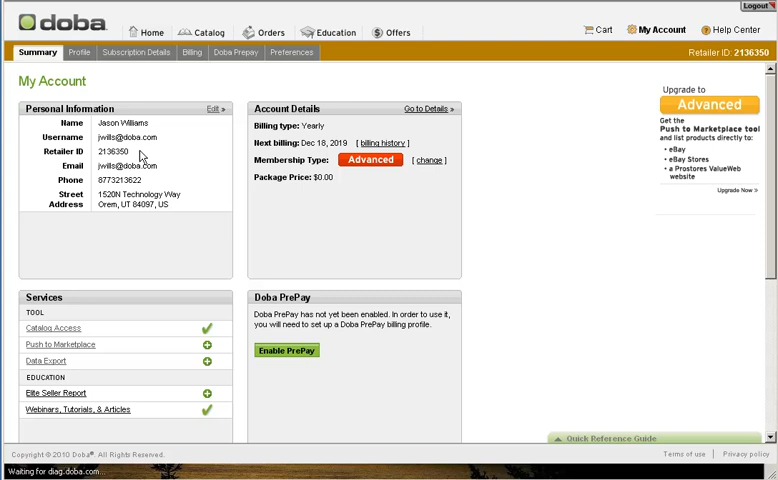 Logout
doba.
Home Catalog Orders Education Offers
Cart My Account Help Center
Summary Profile Subscription Details Billing Doba Prepay Preferences
Retailer ID: 2136350
My Account
Personal Information Edit »
Name Jason Williams
Username jwills@doba.com
Retailer ID 2136350
Email jwills@doba.com
Phone 8773213622
Street Address 1520N Technology Way
Orem, UT 84097, US
Account Details Go to Details »
Billing type: Yearly
Next billing: Dec 18, 2019 [ billing history ]
Membership Type: Advanced [ change ]
Package Price: $0.00
Upgrade to
Advanced
Get the
Push to Marketplace tool
and list products directly to:
• eBay
• eBay Stores
• a Prostores ValueWeb
website
Upgrade Now »
Services
TOOL
Catalog Access
Push to Marketplace
Data Export
EDUCATION
Elite Seller Report
Webinars, Tutorials, & Articles
Doba PrePay
Doba PrePay has not yet been enabled. In order to use it,
you will need to set up a Doba PrePay billing profile.
Enable PrePay
Quick Reference Guide
Copyright © 2010 Doba®. All Rights Reserved.
Terms of use | Privacy policy
Waiting for diag.doba.com...